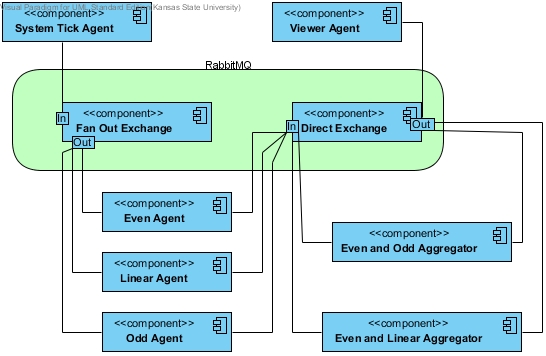 Visual Paradigm for UML Standard Edition(Kansas State University)
<<component>>
System Tick Agent
<<component>>
Viewer Agent
RabbitMQ
<<component>>
In
Fan Out Exchange
Out
<<component>>
In
Direct Exchange
Out
<<component>>
Even Agent
<<component>>
Even and Odd Aggregator
<<component>>
Linear Agent
<<component>>
Odd Agent
<<component>>
Even and Linear Aggregator